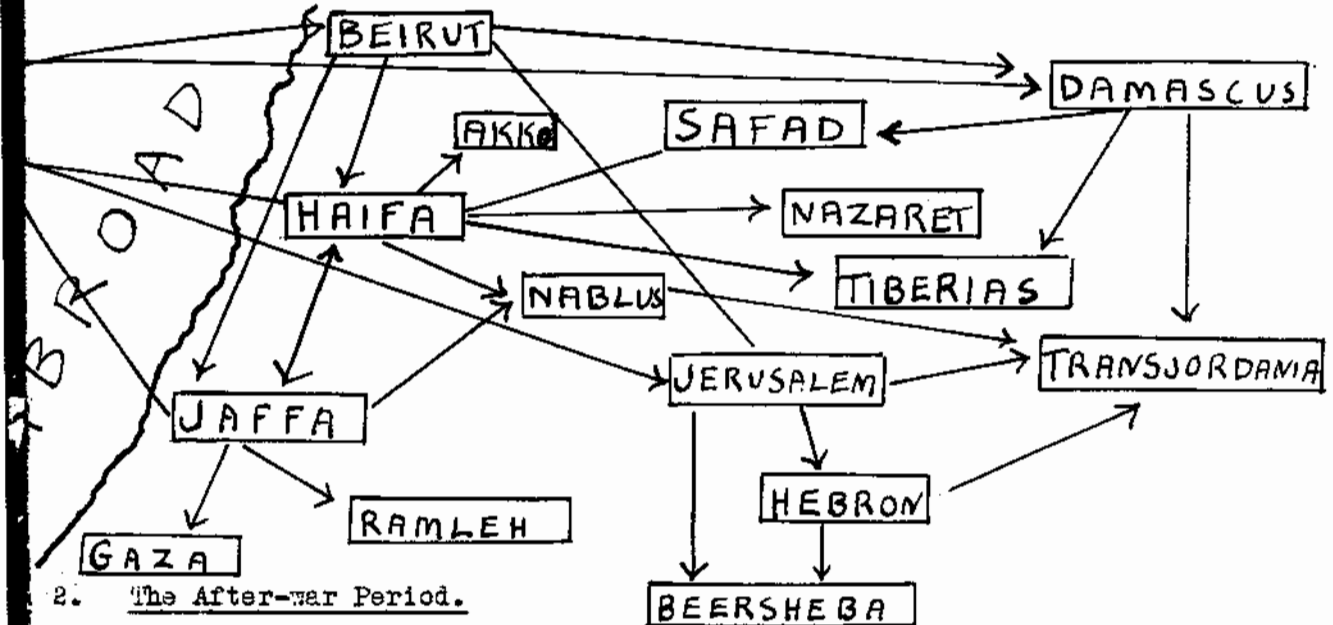 BEIRUT
DAMASCUS
AKKO
SAFAD
HAIFA
NAZARET
TIBERIAS
NABLUS
JERUSALEM
TRANSJORDANIA
JAFFA
HEBRON
RAMLEH
GAZA
BEERSHEBA
ABROAD
2. The After-war Period.